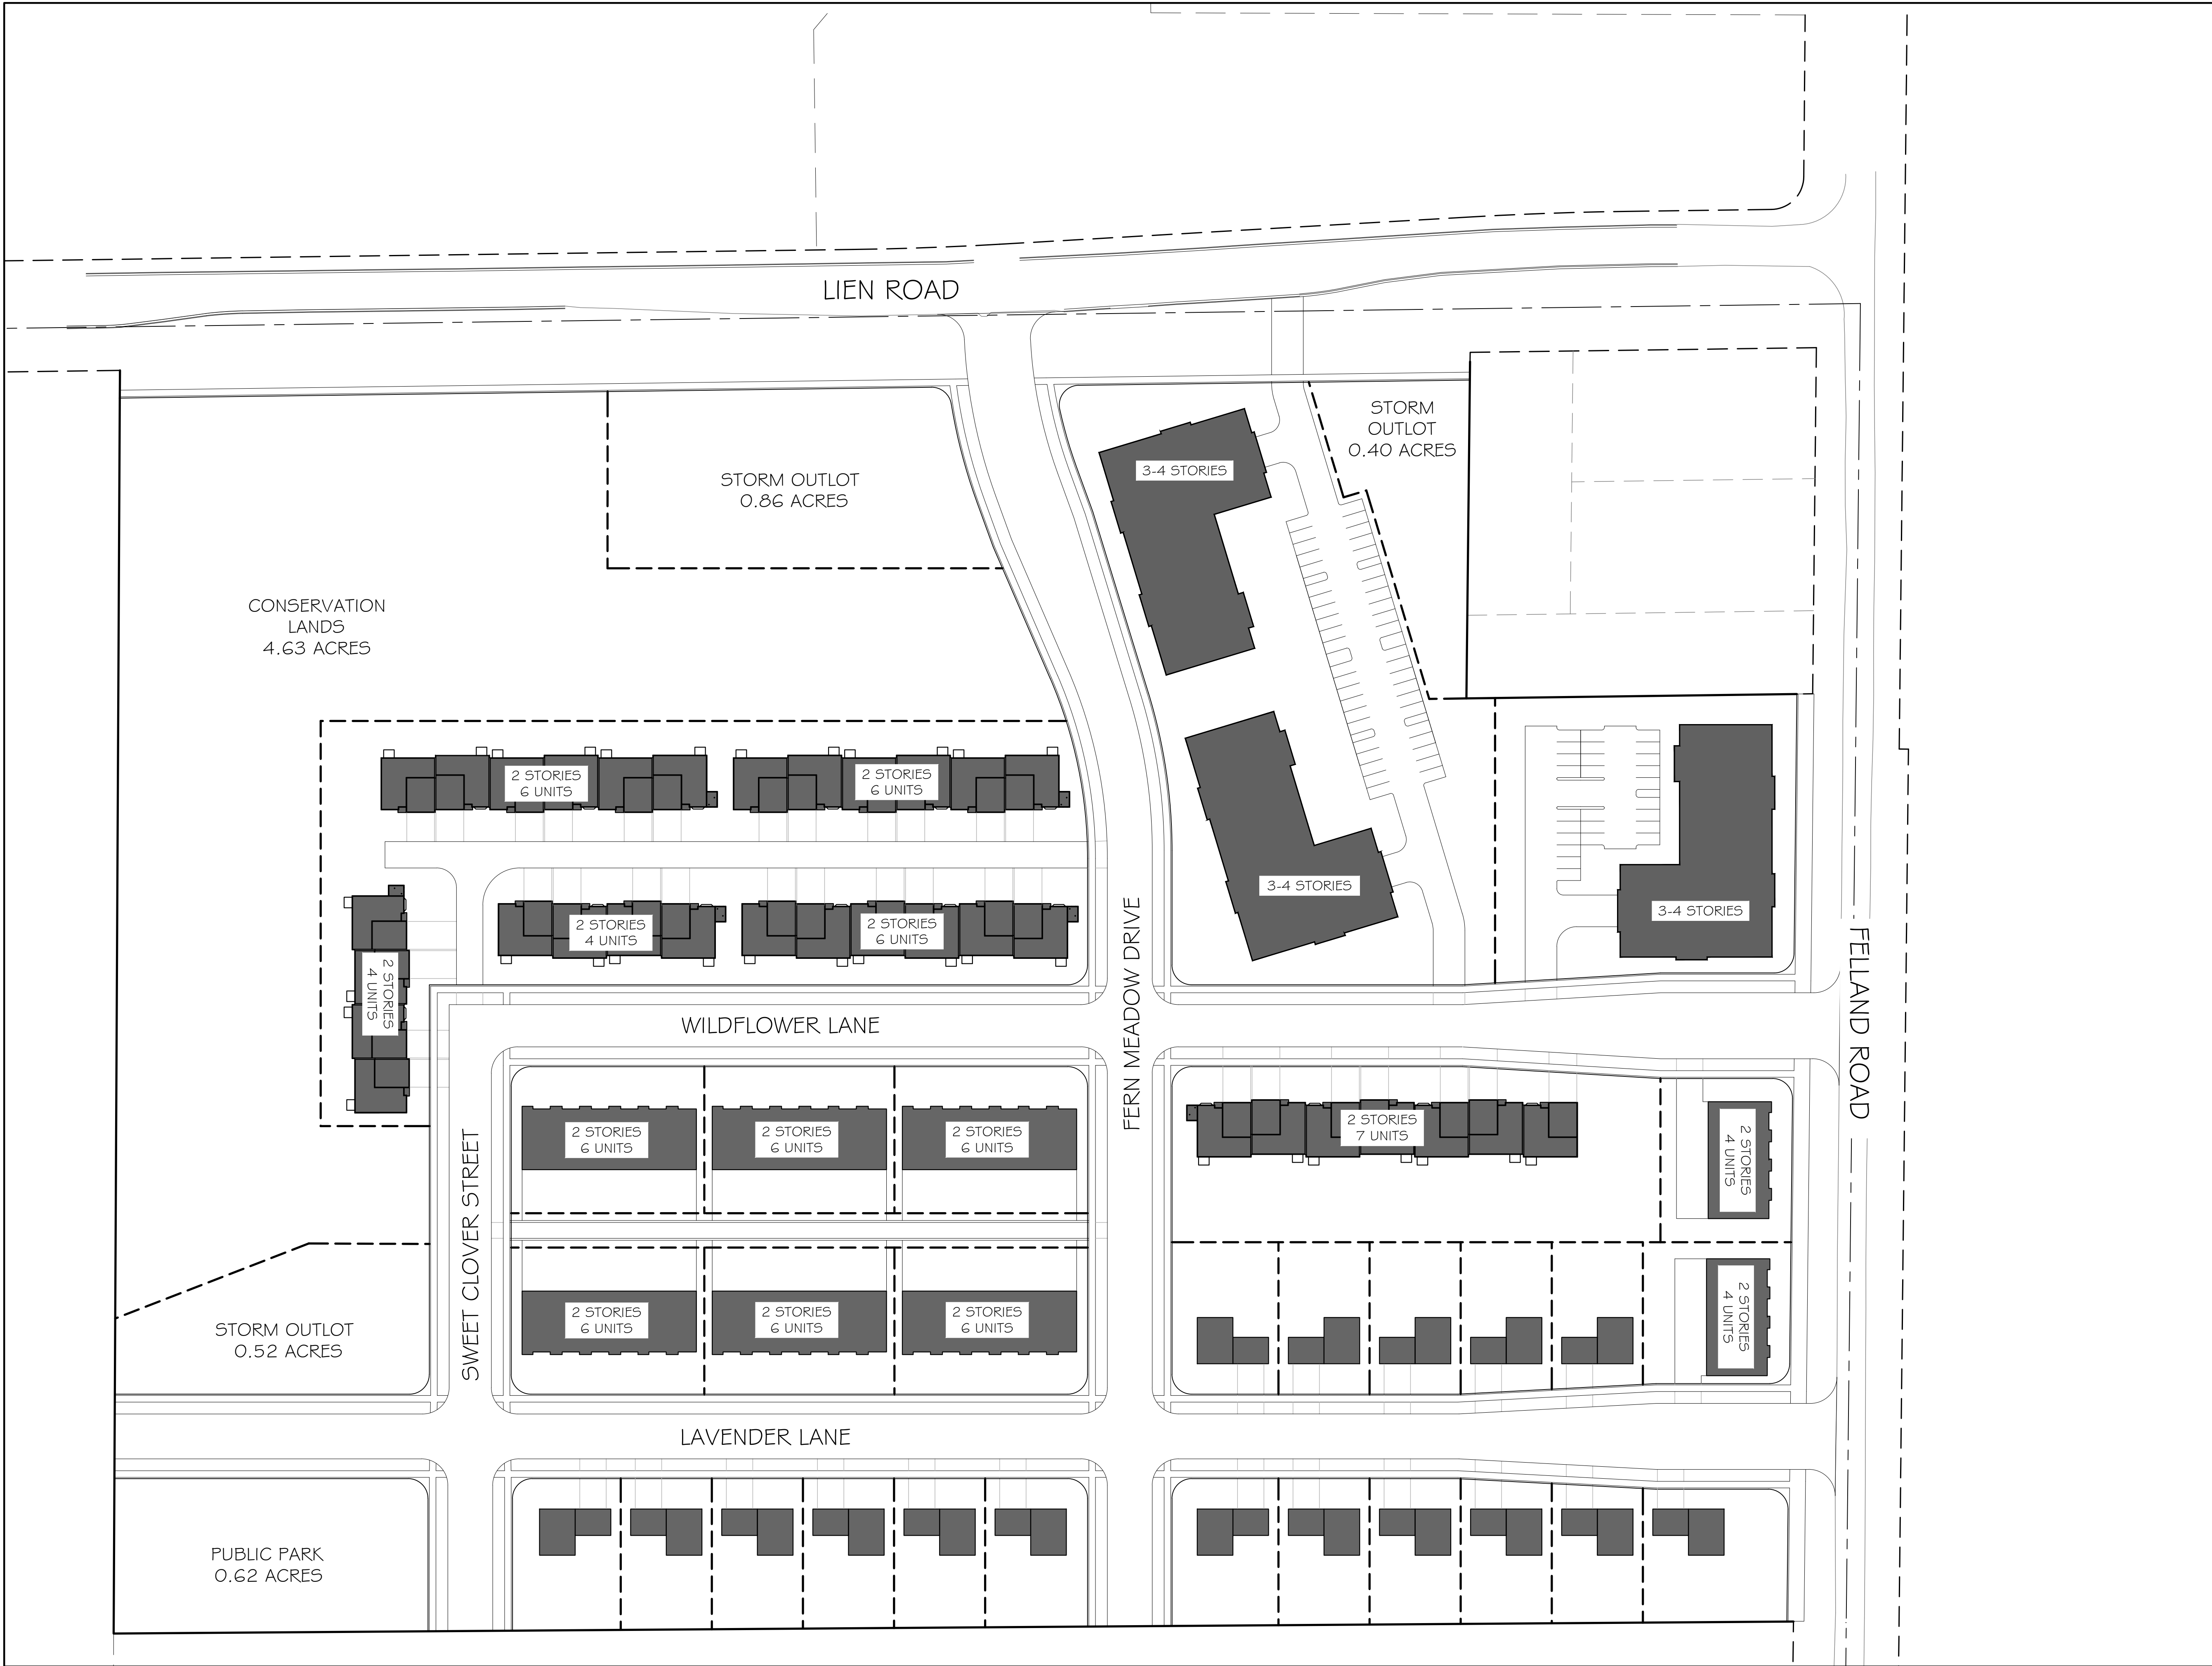 LIEN ROAD
STORM
OUTLOT
0.40 ACRES
3-4 STORIES
STORM OUTLOT
0.86 ACRES
CONSERVATION
LANDS
4.63 ACRES
2 STORIES
6 UNITS
2 STORIES
6 UNITS
3-4 STORIES
3-4 STORIES
2 STORIES
4 UNITS
2 STORIES
6 UNITS
2 STORIES
4 UNITS
FERN MEADOW DRIVE
FELLAND ROAD
WILDFLOWER LANE
2 STORIES
6 UNITS
2 STORIES
6 UNITS
2 STORIES
6 UNITS
2 STORIES
7 UNITS
2 STORIES
4 UNITS
SWEET CLOVER STREET
STORM OUTLOT
0.52 ACRES
2 STORIES
6 UNITS
2 STORIES
6 UNITS
2 STORIES
6 UNITS
2 STORIES
4 UNITS
LAVENDER LANE
PUBLIC PARK
0.62 ACRES